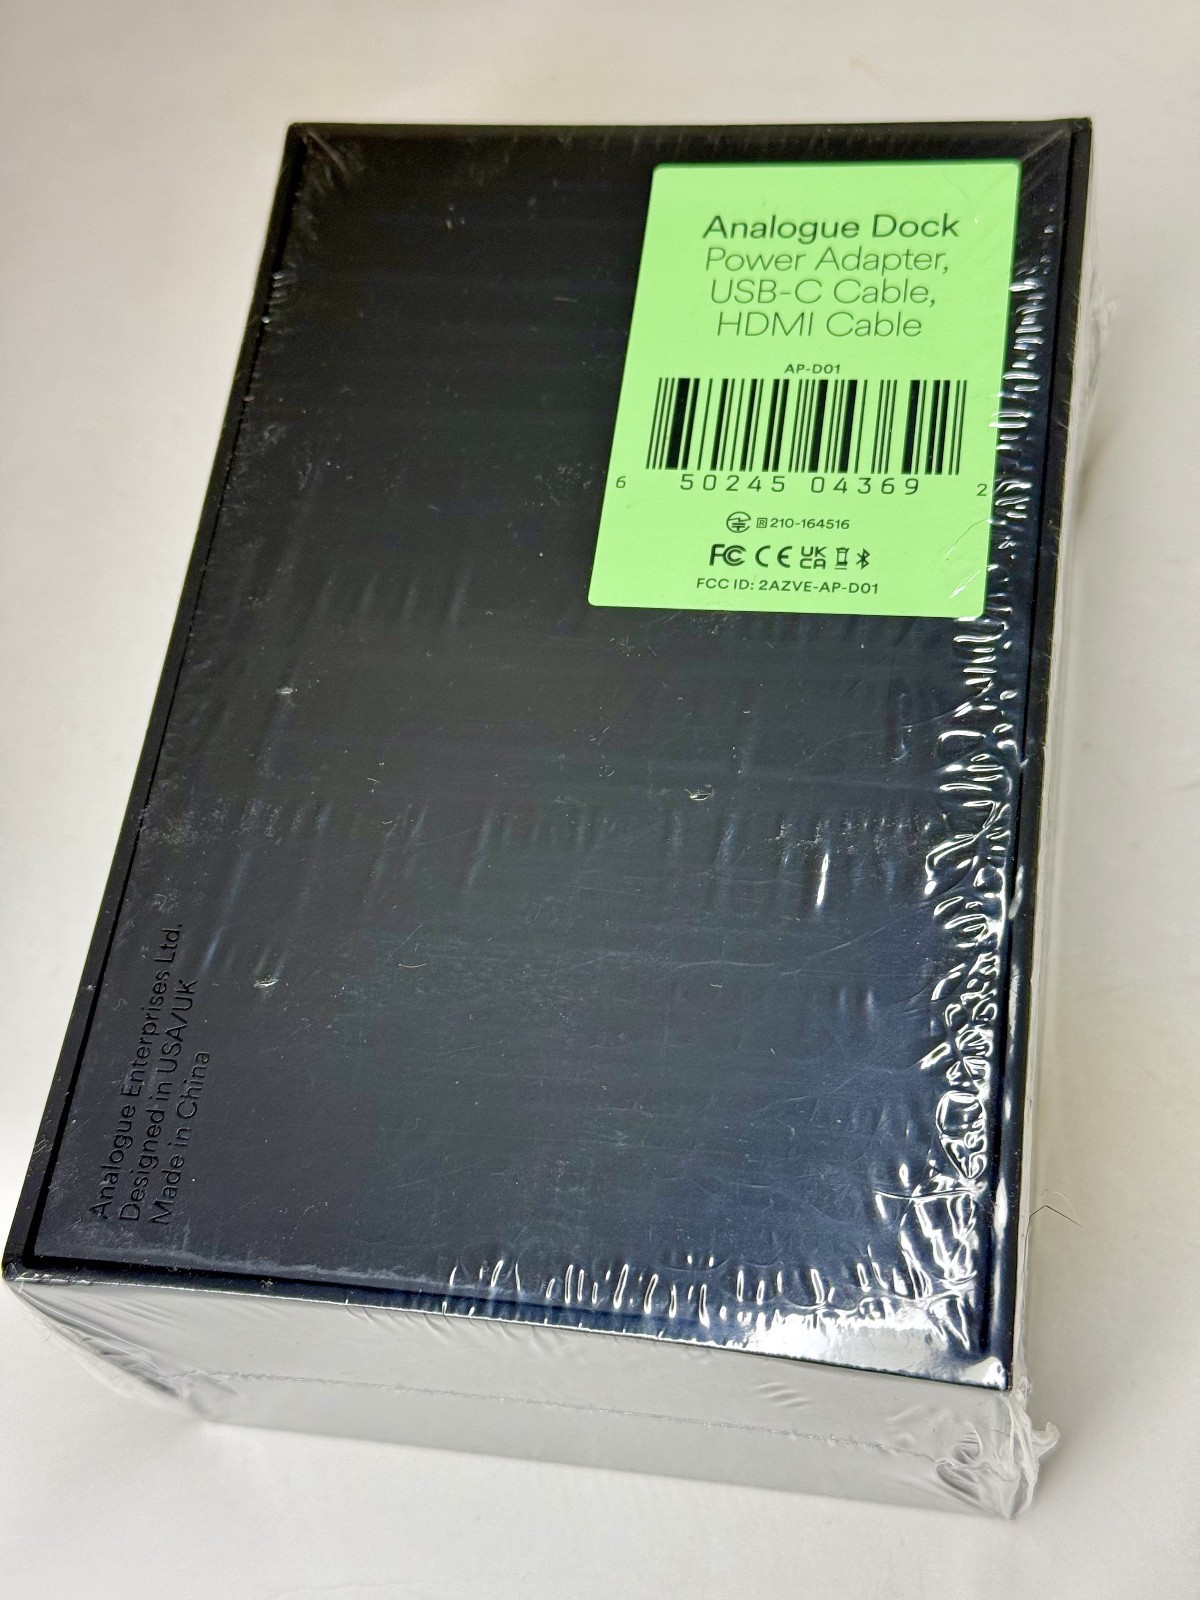 Analogue Dock
Power Adapter,
USB-C Cable,
HDMI Cable
AP-D01
6 50245 04369 2
R 210-164516
FC CE UK CA
FCC ID: 2AZVE-AP-D01
Analogue Enterprises Ltd.
Designed in USA/UK
Made in China